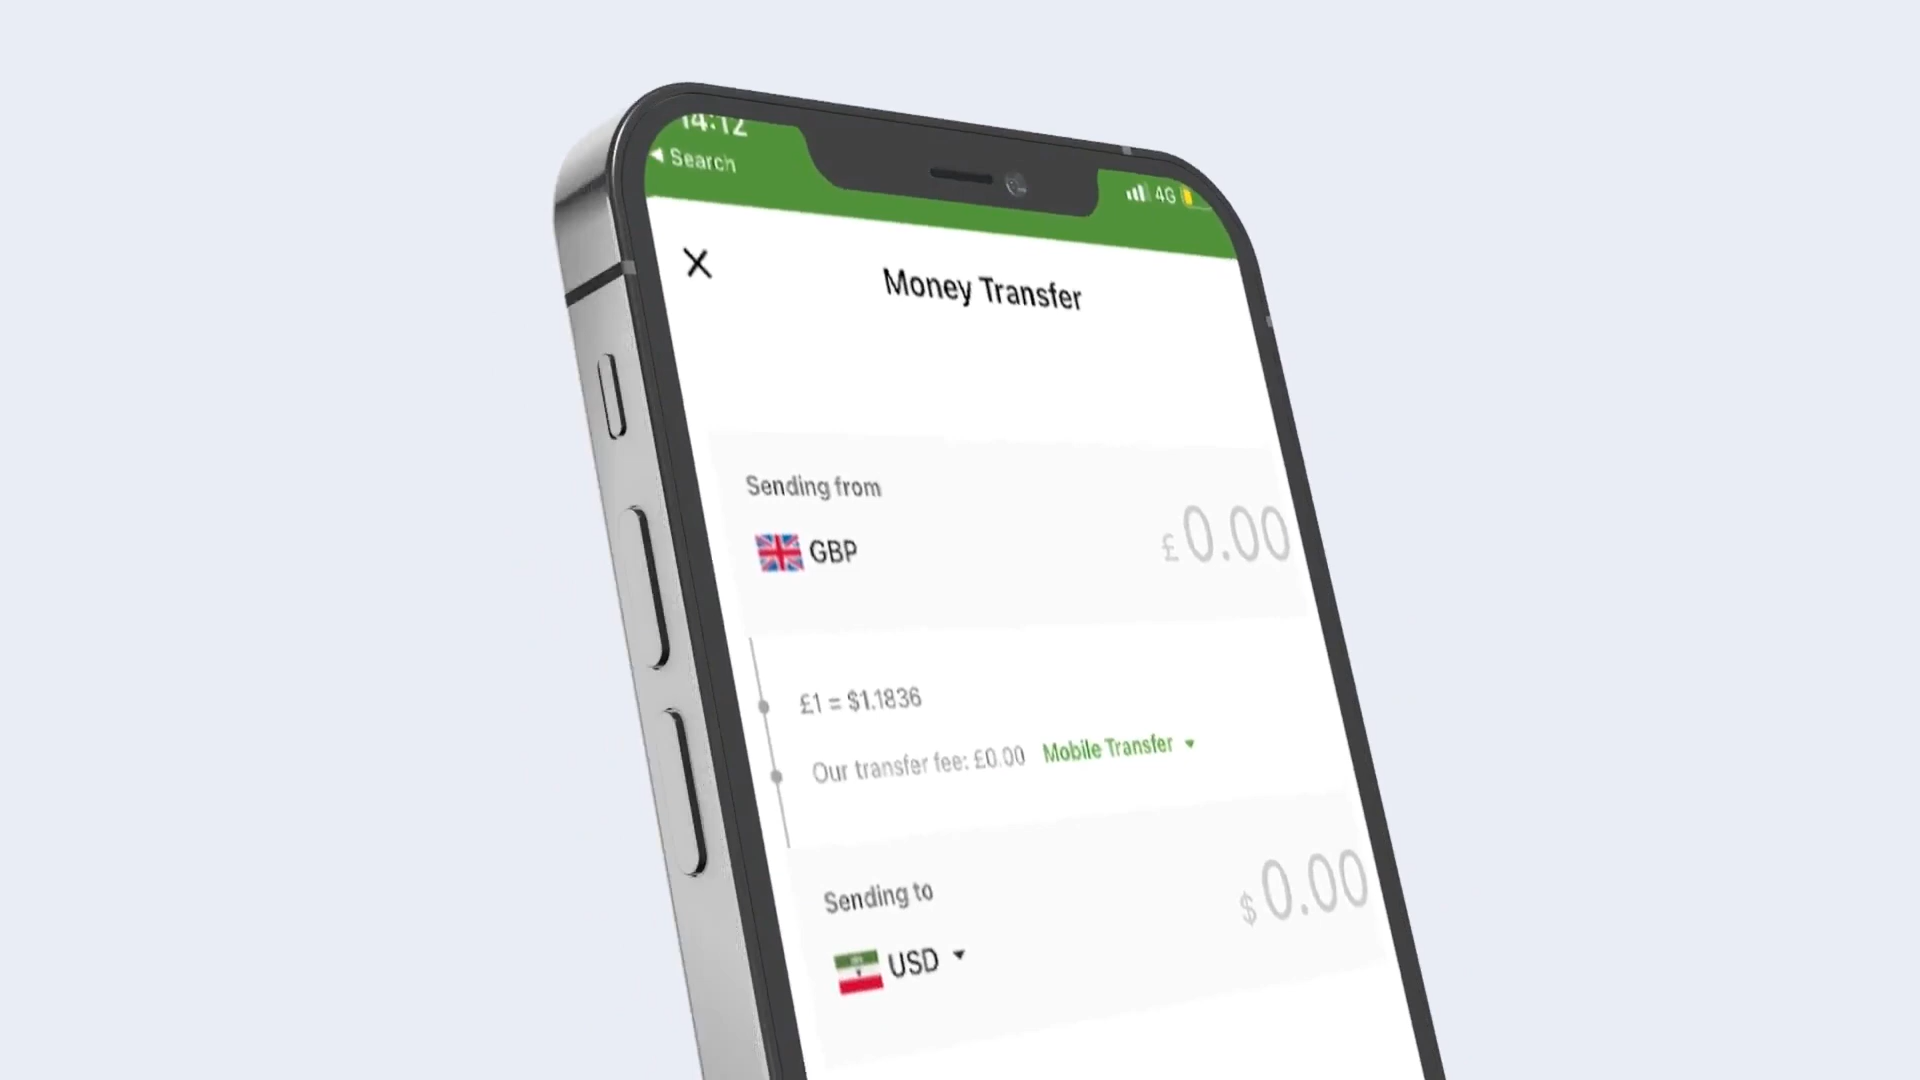 14:12
Search
4G
Money Transfer
Sending from
GBP
£0.00
£1 = $1.1836
Our transfer fee: £0.00 Mobile Transfer
Sending to
USD
$0.00